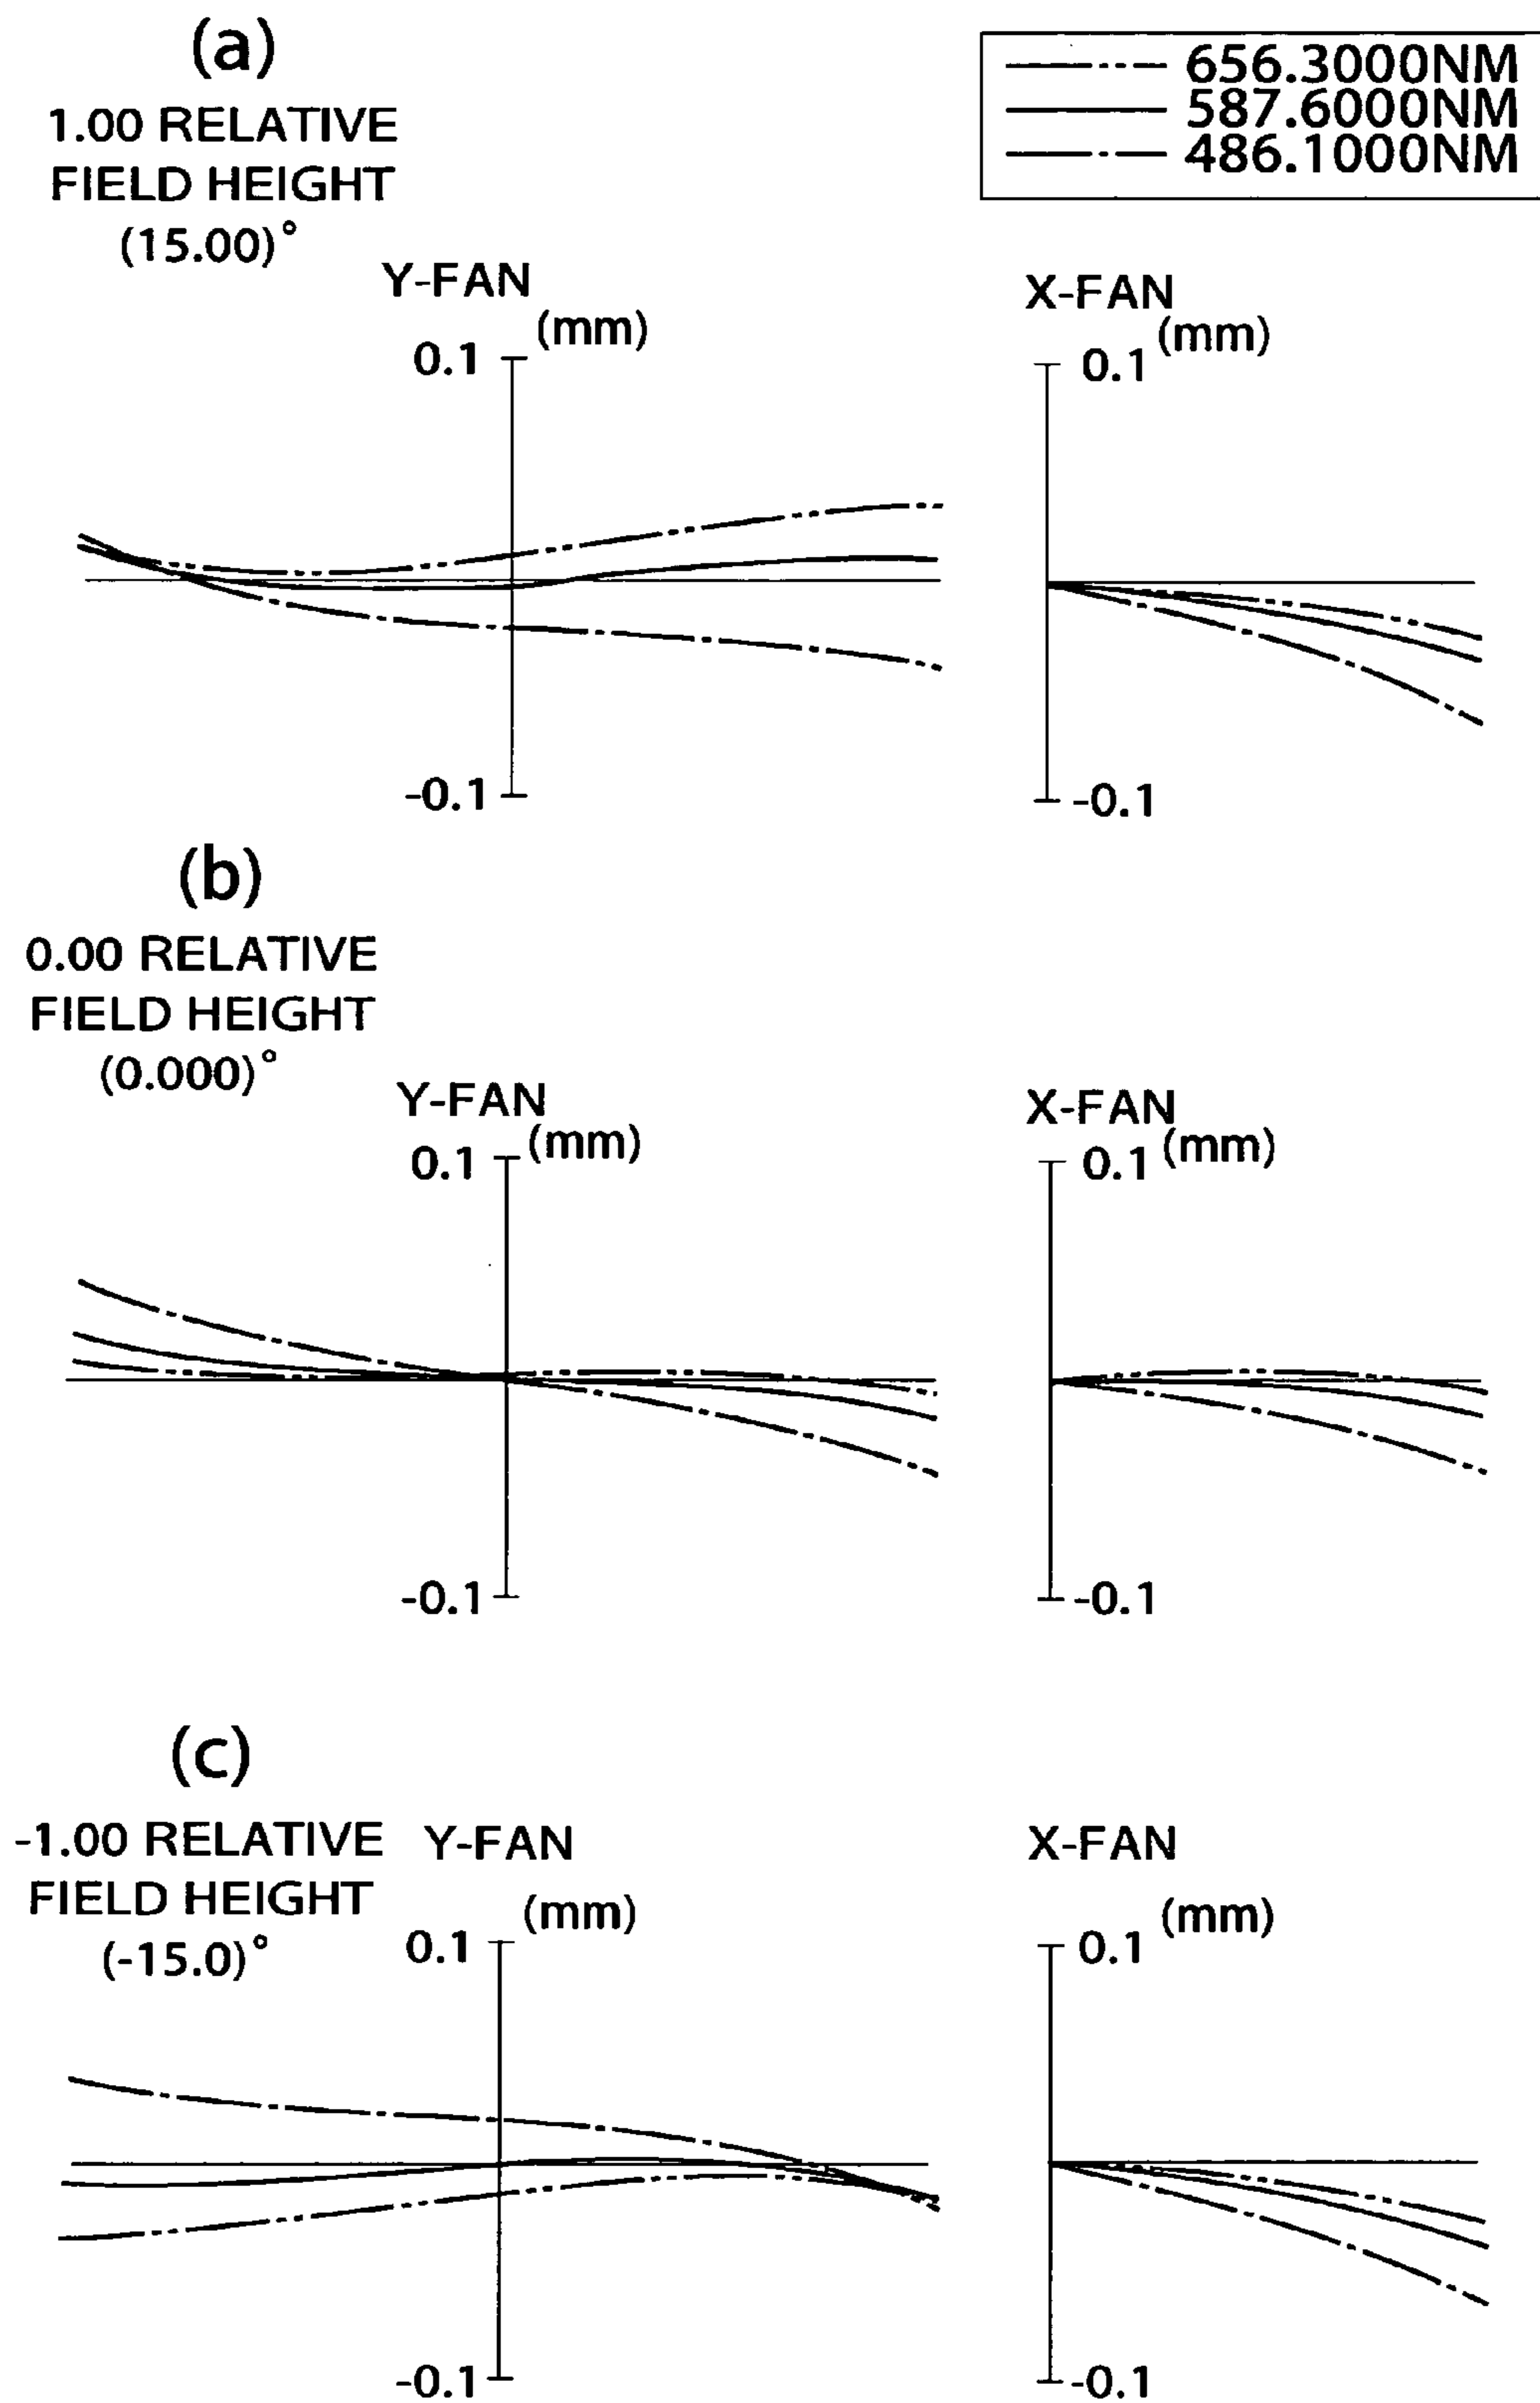 (a)
1.00 RELATIVE
FIELD HEIGHT
(15.00)°
656.3000NM
587.6000NM
486.1000NM
Y-FAN
(mm)
0.1
-0.1
X-FAN
(mm)
0.1
-0.1
(b)
0.00 RELATIVE
FIELD HEIGHT
(0.000)°
Y-FAN
(mm)
0.1
-0.1
X-FAN
(mm)
0.1
-0.1
(c)
-1.00 RELATIVE
FIELD HEIGHT
(-15.0)°
Y-FAN
(mm)
0.1
-0.1
X-FAN
(mm)
0.1
-0.1